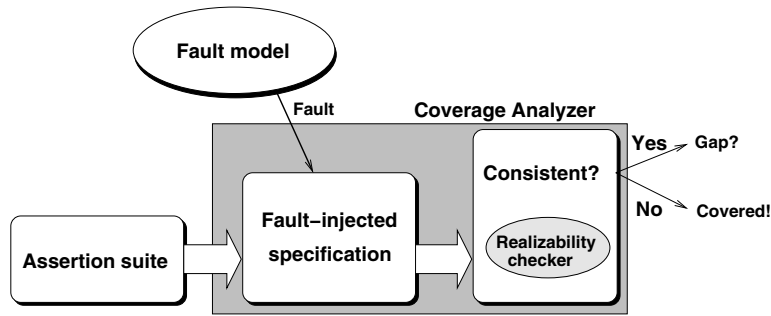 Fault model
Fault
Coverage Analyzer
Yes
Gap?
Consistent?
Fault–injected
specification
No
Covered!
Assertion suite
Realizability
checker